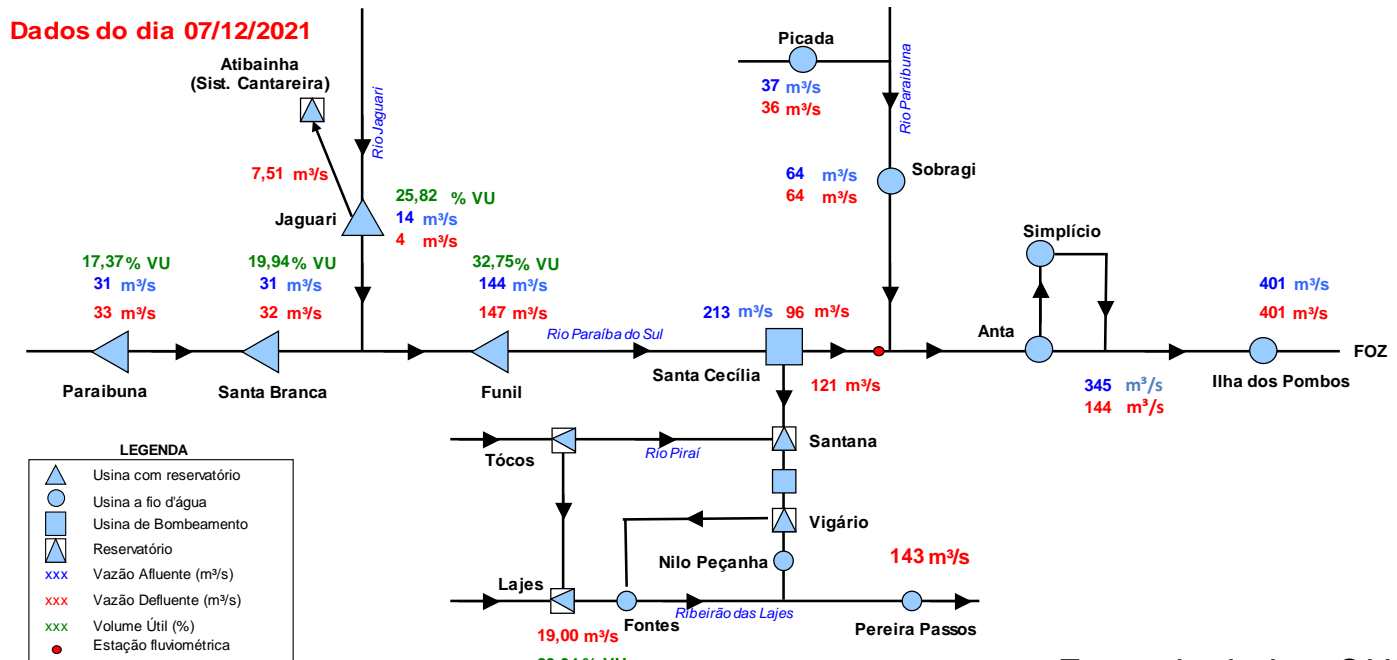 Dados do dia 07/12/2021
Atibainha
(Sist. Cantareira)
Rio Jaguari
7,51 m³/s
Jaguari
25,82 % VU
14 m³/s
4 m³/s
Picada
37 m³/s
36 m³/s
Rio Paraibuna
64 m³/s
64 m³/s
Sobragi
Simplício
17,37% VU
31 m³/s
33 m³/s
Paraibuna
19,94% VU
31 m³/s
32 m³/s
Santa Branca
32,75% VU
144 m³/s
147 m³/s
Funil
Rio Paraíba do Sul
213 m³/s 96 m³/s
Santa Cecília
121 m³/s
Anta
345 m³/s
144 m³/s
401 m³/s
401 m³/s
Ilha dos Pombos
FOZ
Tócos
Rio Piraí
Santana
Vigário
Nilo Peçanha
143 m³/s
Lajes
Fontes
Ribeirão das Lajes
Pereira Passos
19,00 m³/s
LEGENDA
Usina com reservatório
Usina a fio d'água
Usina de Bombeamento
Reservatório
xxx Vazão Afluente (m³/s)
xxx Vazão Defluente (m³/s)
xxx Volume Útil (%)
Estação fluviométrica